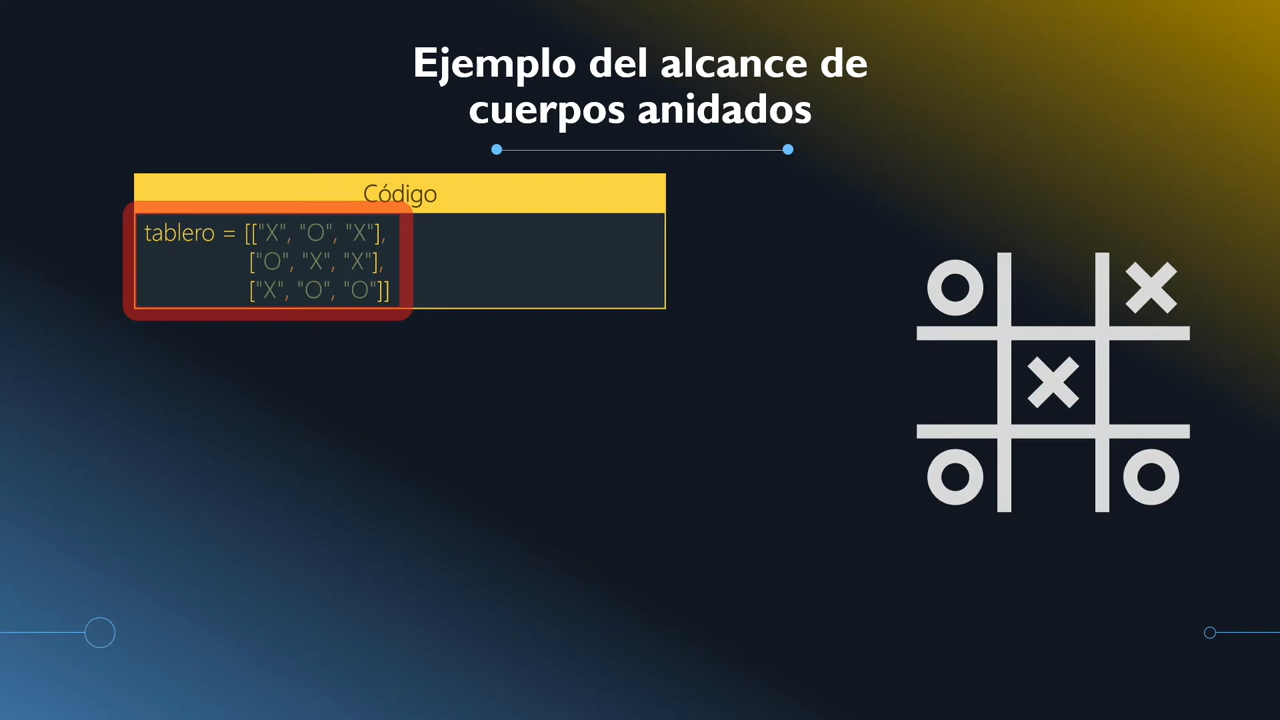 Ejemplo del alcance de
cuerpos anidados
Código
tablero = [["X", "O", "X"],
["O", "X", "X"],
["X", "O", "O"]]